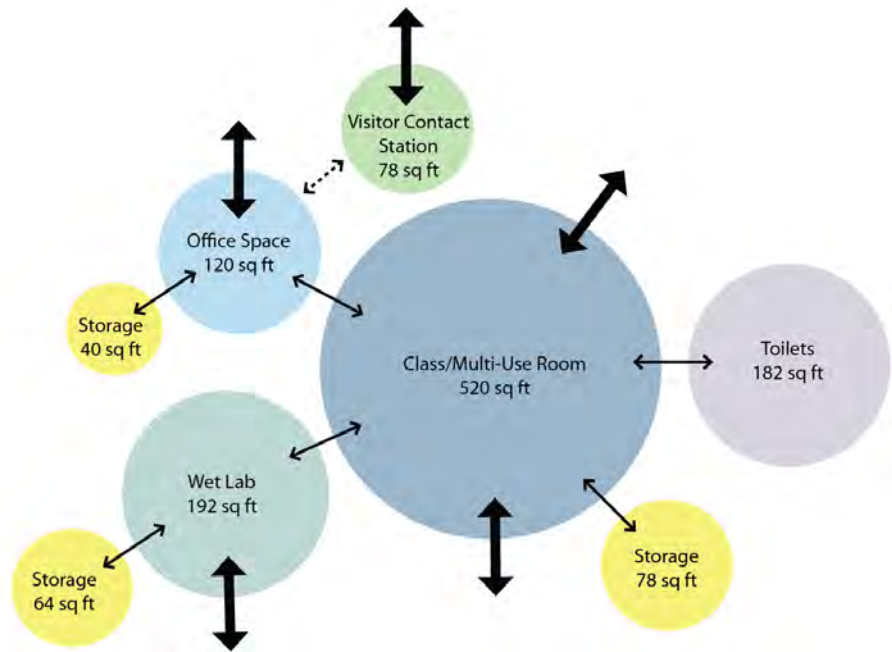 Visitor Contact
Station
78 sq ft
Office Space
120 sq ft
Storage
40 sq ft
Class/Multi-Use Room
520 sq ft
Toilets
182 sq ft
Wet Lab
192 sq ft
Storage
64 sq ft
Storage
78 sq ft